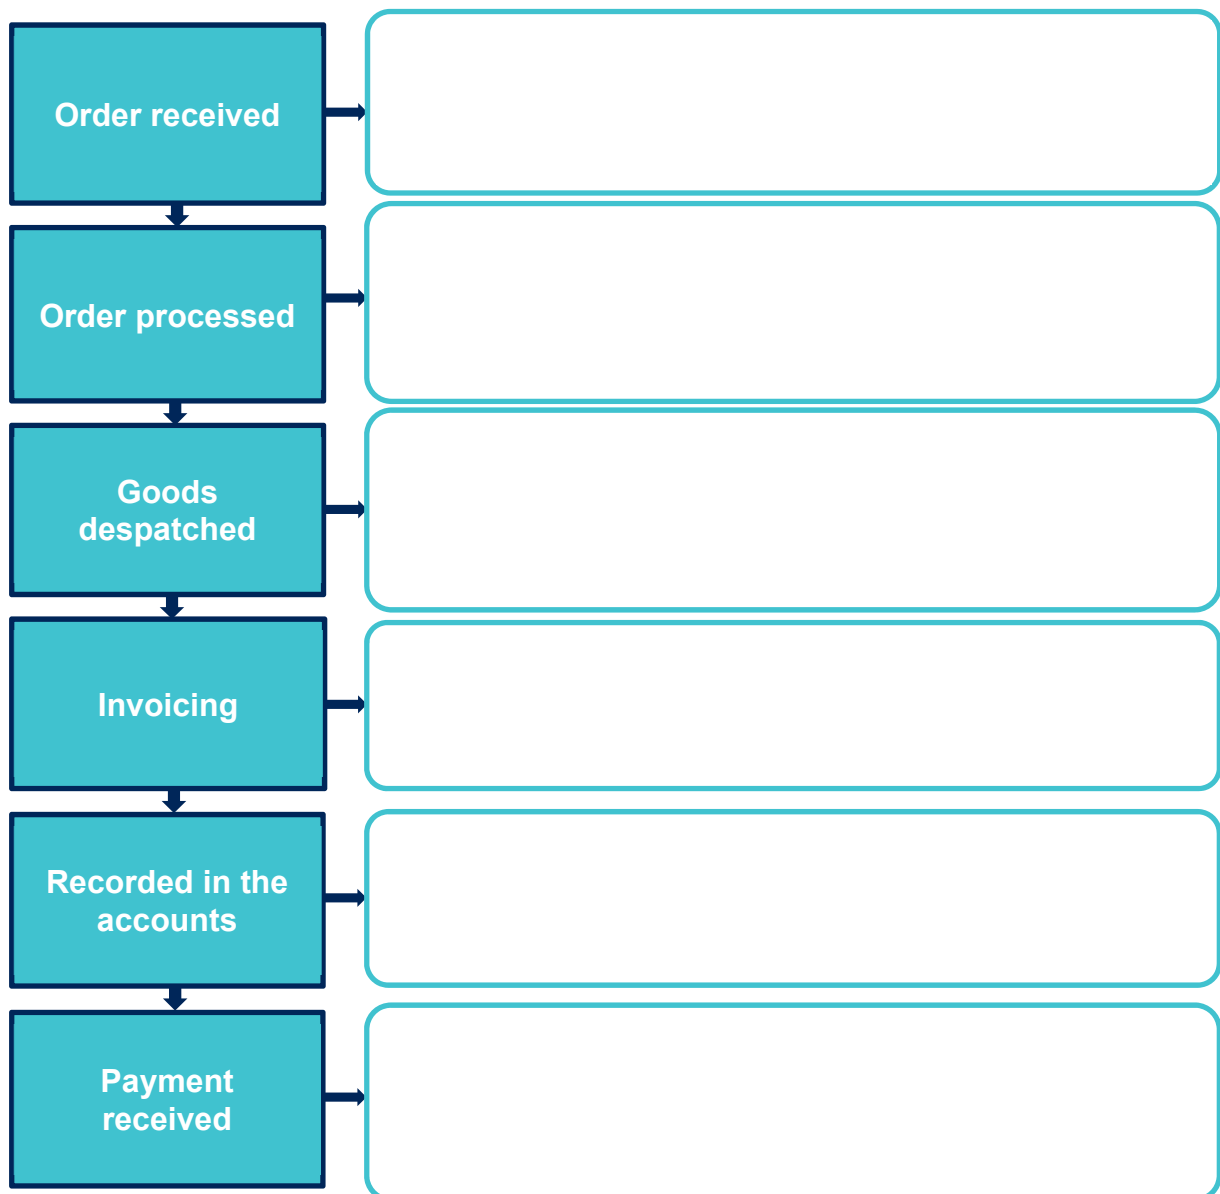 Order received
Order processed
Goods
despatched
Invoicing
Recorded in the
accounts
Payment
received